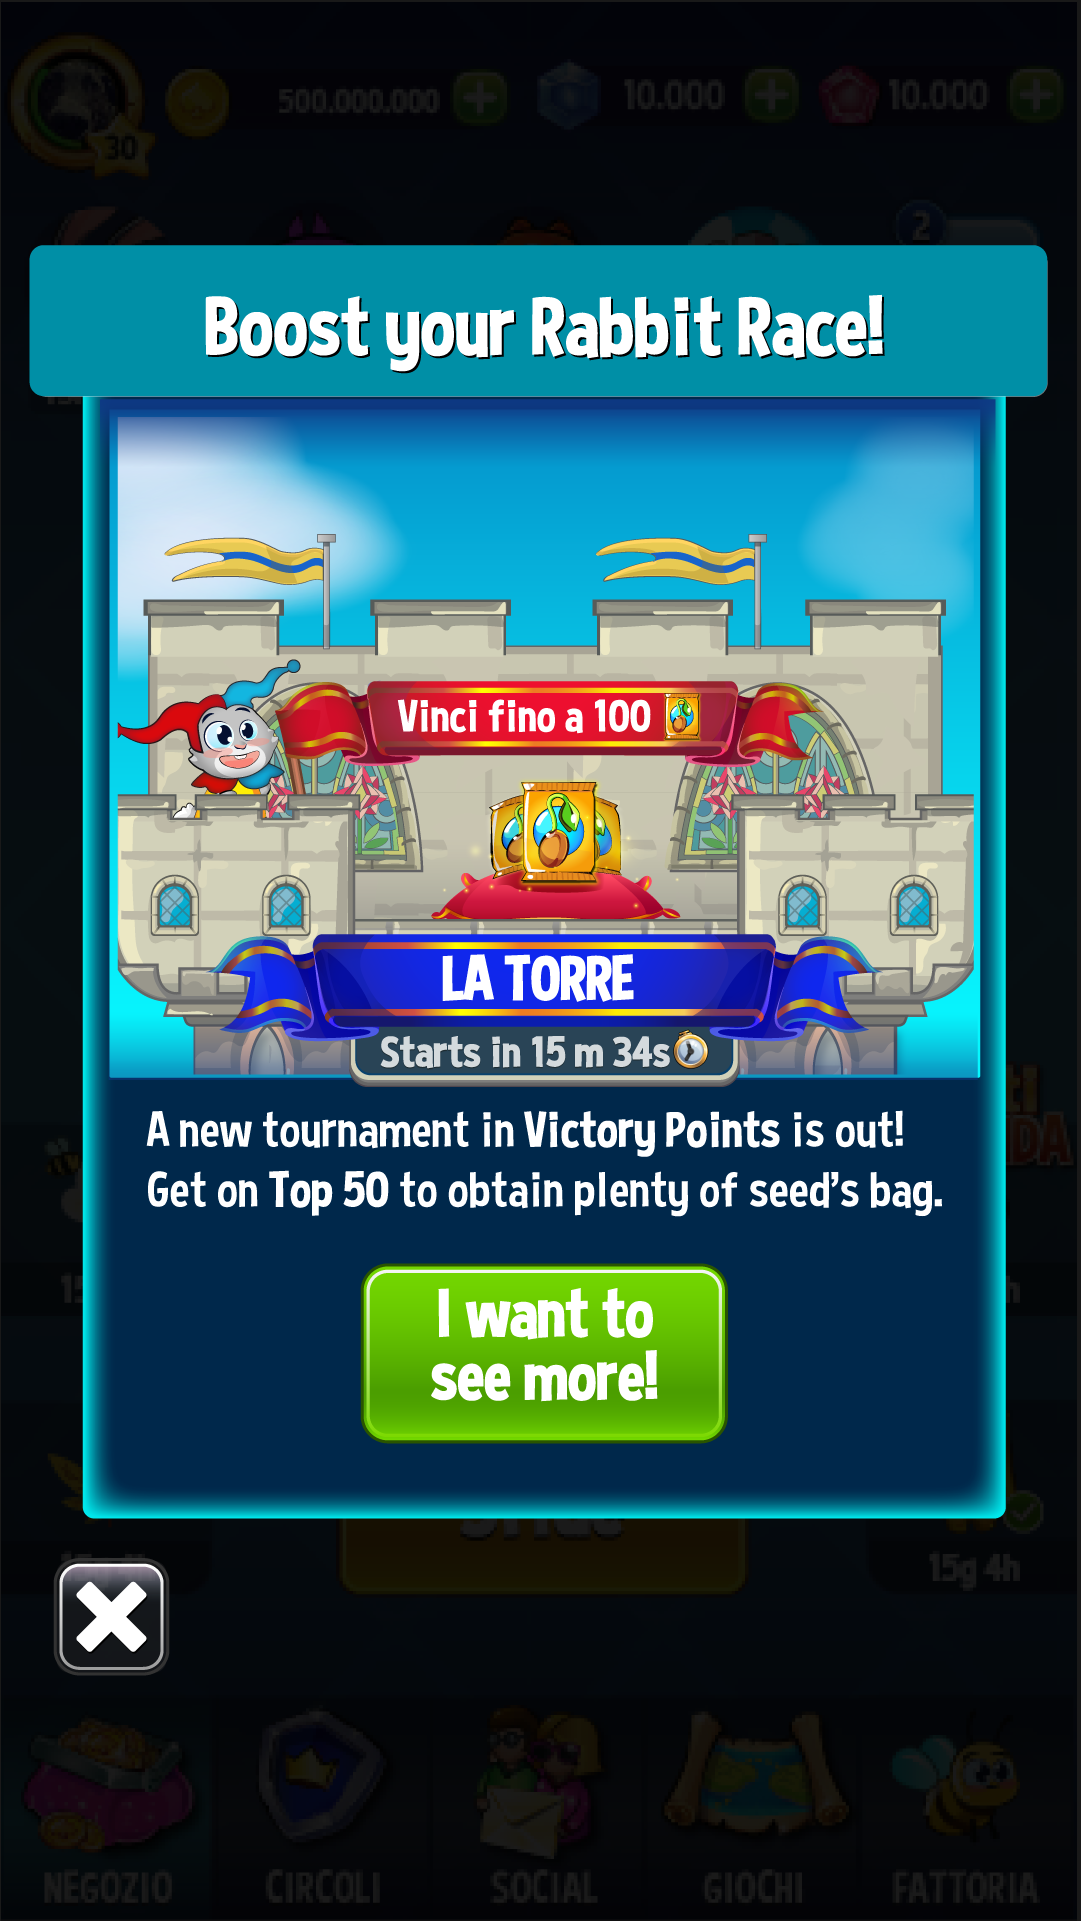 500.000.000
10.000
10.000
30
2
Boost your Rabbit Race!
Vinci fino a 100
LA TORRE
Starts in 15 m 34s
A new tournament in Victory Points is out!
Get on Top 50 to obtain plenty of seed's bag.
I want to
see more!
15g 4h
NEGOZIO
CIRCOLI
SOCIAL
GIOCHI
FATTORIA